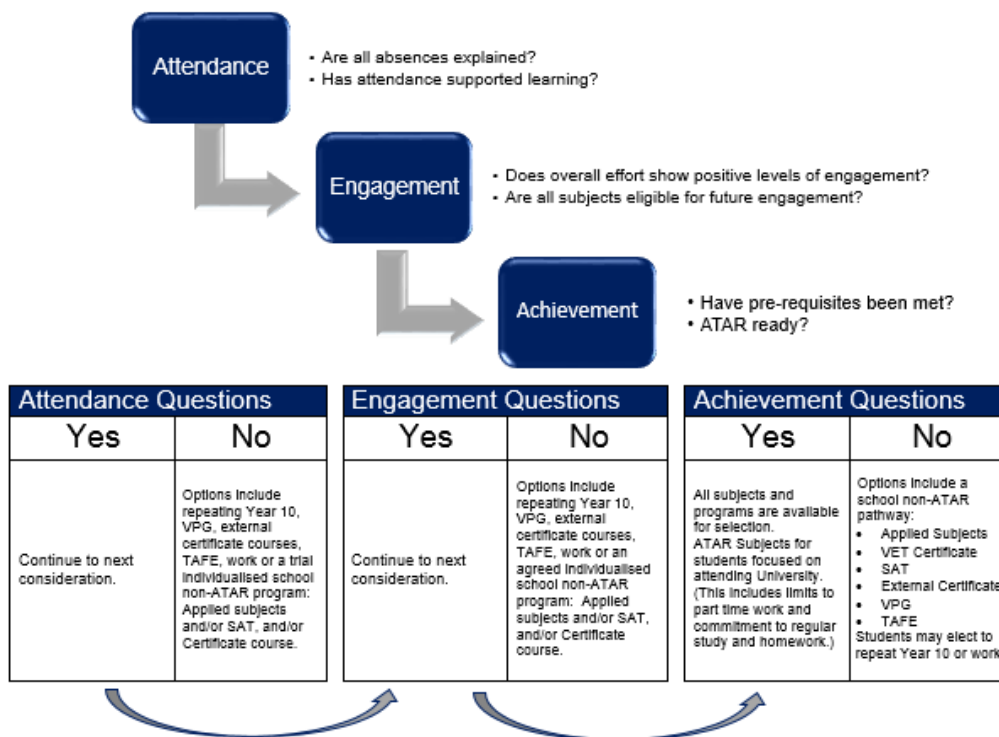 Attendance
- Are all absences explained?
- Has attendance supported learning?
Engagement
- Does overall effort show positive levels of engagement?
- Are all subjects eligible for future engagement?
Achievement
• Have pre-requisites been met?
• ATAR ready?
Attendance Questions
Yes
No
Continue to next
consideration.
Options include
repeating Year 10,
VPG, external
certificate courses,
TAFE, work or a trial
individualised school
non-ATAR program:
Applied subjects
and/or SAT, and/or
Certificate course.
Engagement Questions
Yes
No
Continue to next
consideration.
Options include
repeating Year 10,
VPG, external
certificate courses,
TAFE, work or an
agreed individualised
school non-ATAR
program: Applied
subjects and/or SAT,
and/or Certificate
course.
Achievement Questions
Yes
No
All subjects and
programs are available
for selection.
ATAR Subjects for
students focused on
attending University.
(This includes limits to
part time work and
commitment to regular
study and homework.)
Options include a
school non-ATAR
pathway:
• Applied Subjects
• VET Certificate
• SAT
• External Certificate
• VPG
• TAFE
Students may elect to
repeat Year 10 or work